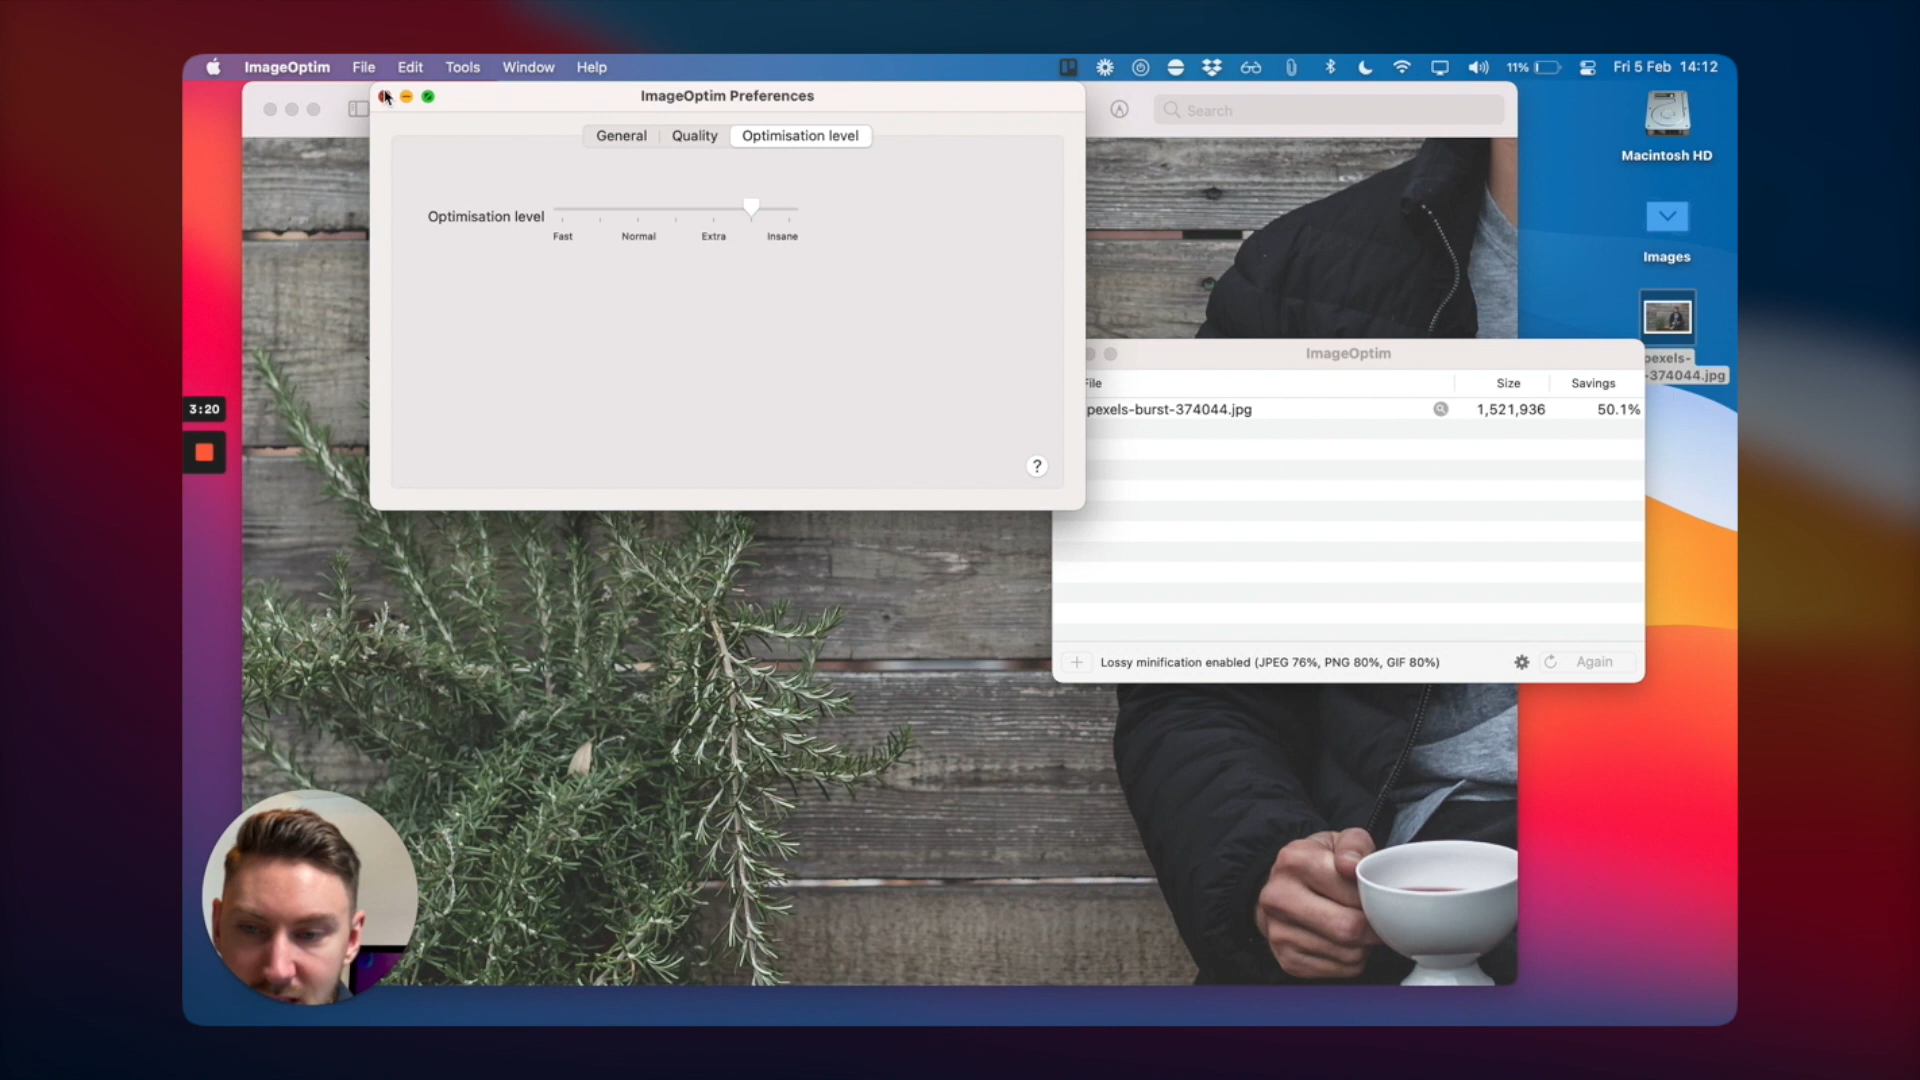 ImageOptim File Edit Tools Window Help
11% Fri 5 Feb 14:12
ImageOptim Preferences
General Quality Optimisation level
Optimisation level
Fast Normal Extra Insane
?
Search
Macintosh HD
Images
pexels-
-374044.jpg
ImageOptim
File Size Savings
pexels-burst-374044.jpg 1,521,936 50.1%
Lossy minification enabled (JPEG 76%, PNG 80%, GIF 80%)
Again
3:20